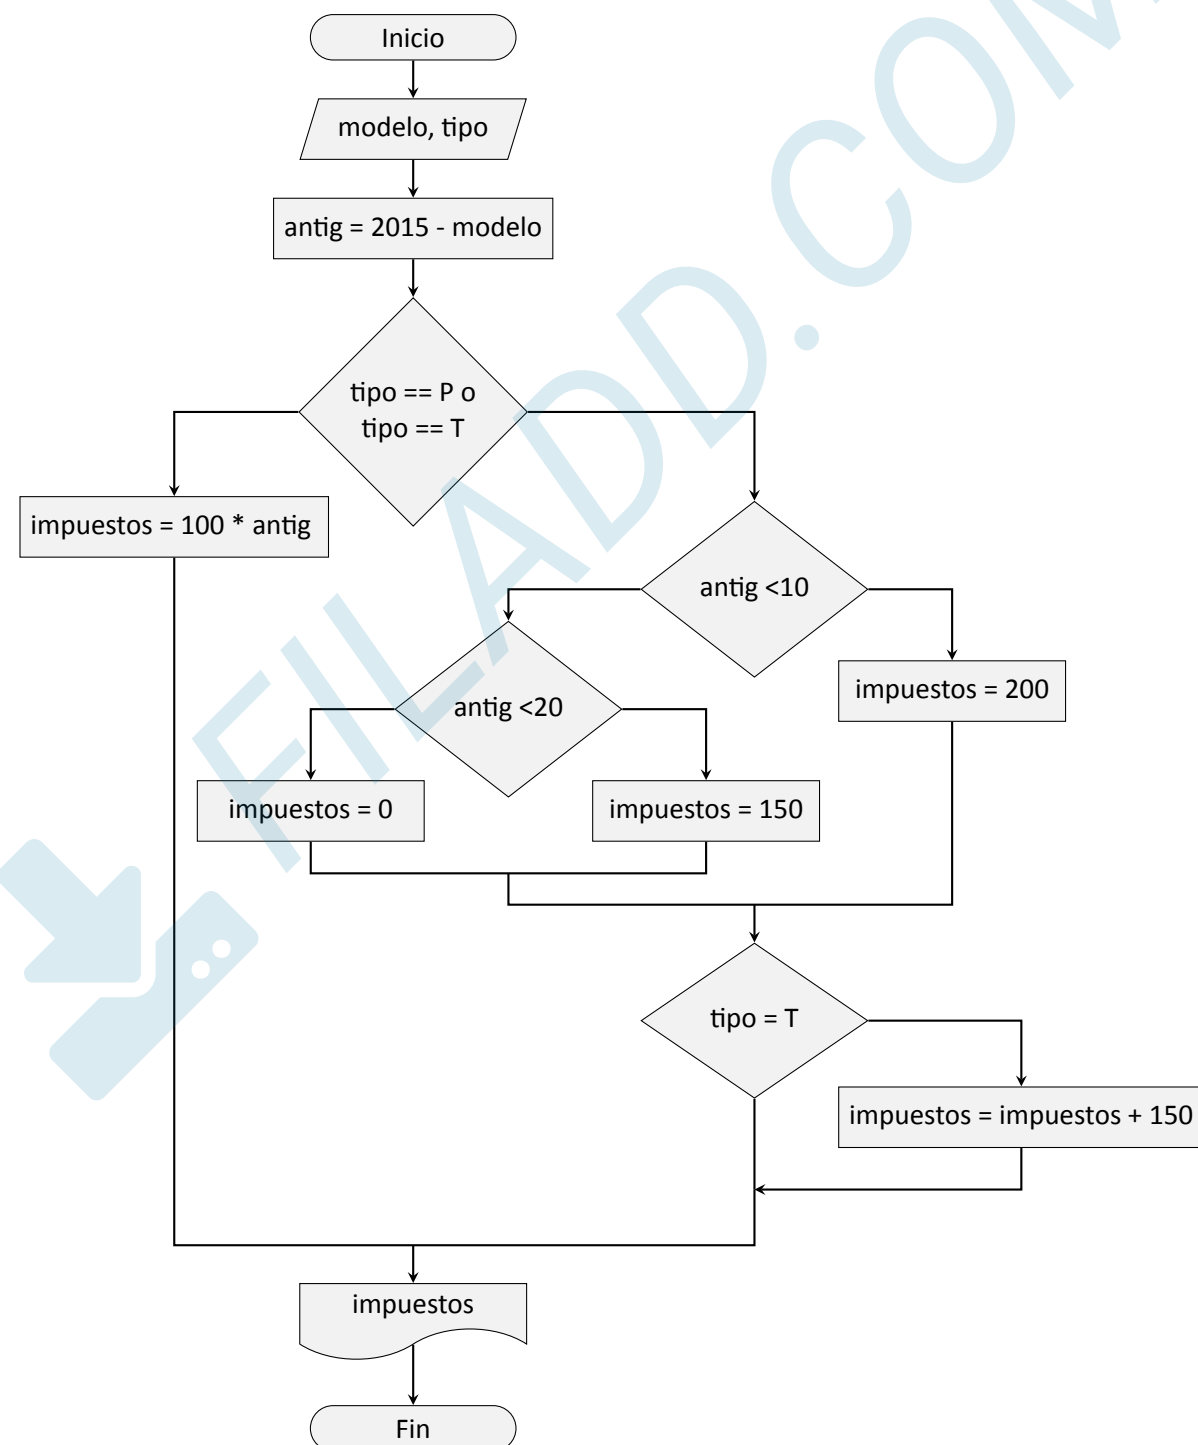 Inicio
modelo, tipo
antig = 2015 - modelo
tipo == P o
tipo == T
impuestos = 100 * antig
antig <10
antig <20
impuestos = 200
impuestos = 0
impuestos = 150
tipo = T
impuestos = impuestos + 150
impuestos
Fin
FILADD.COM